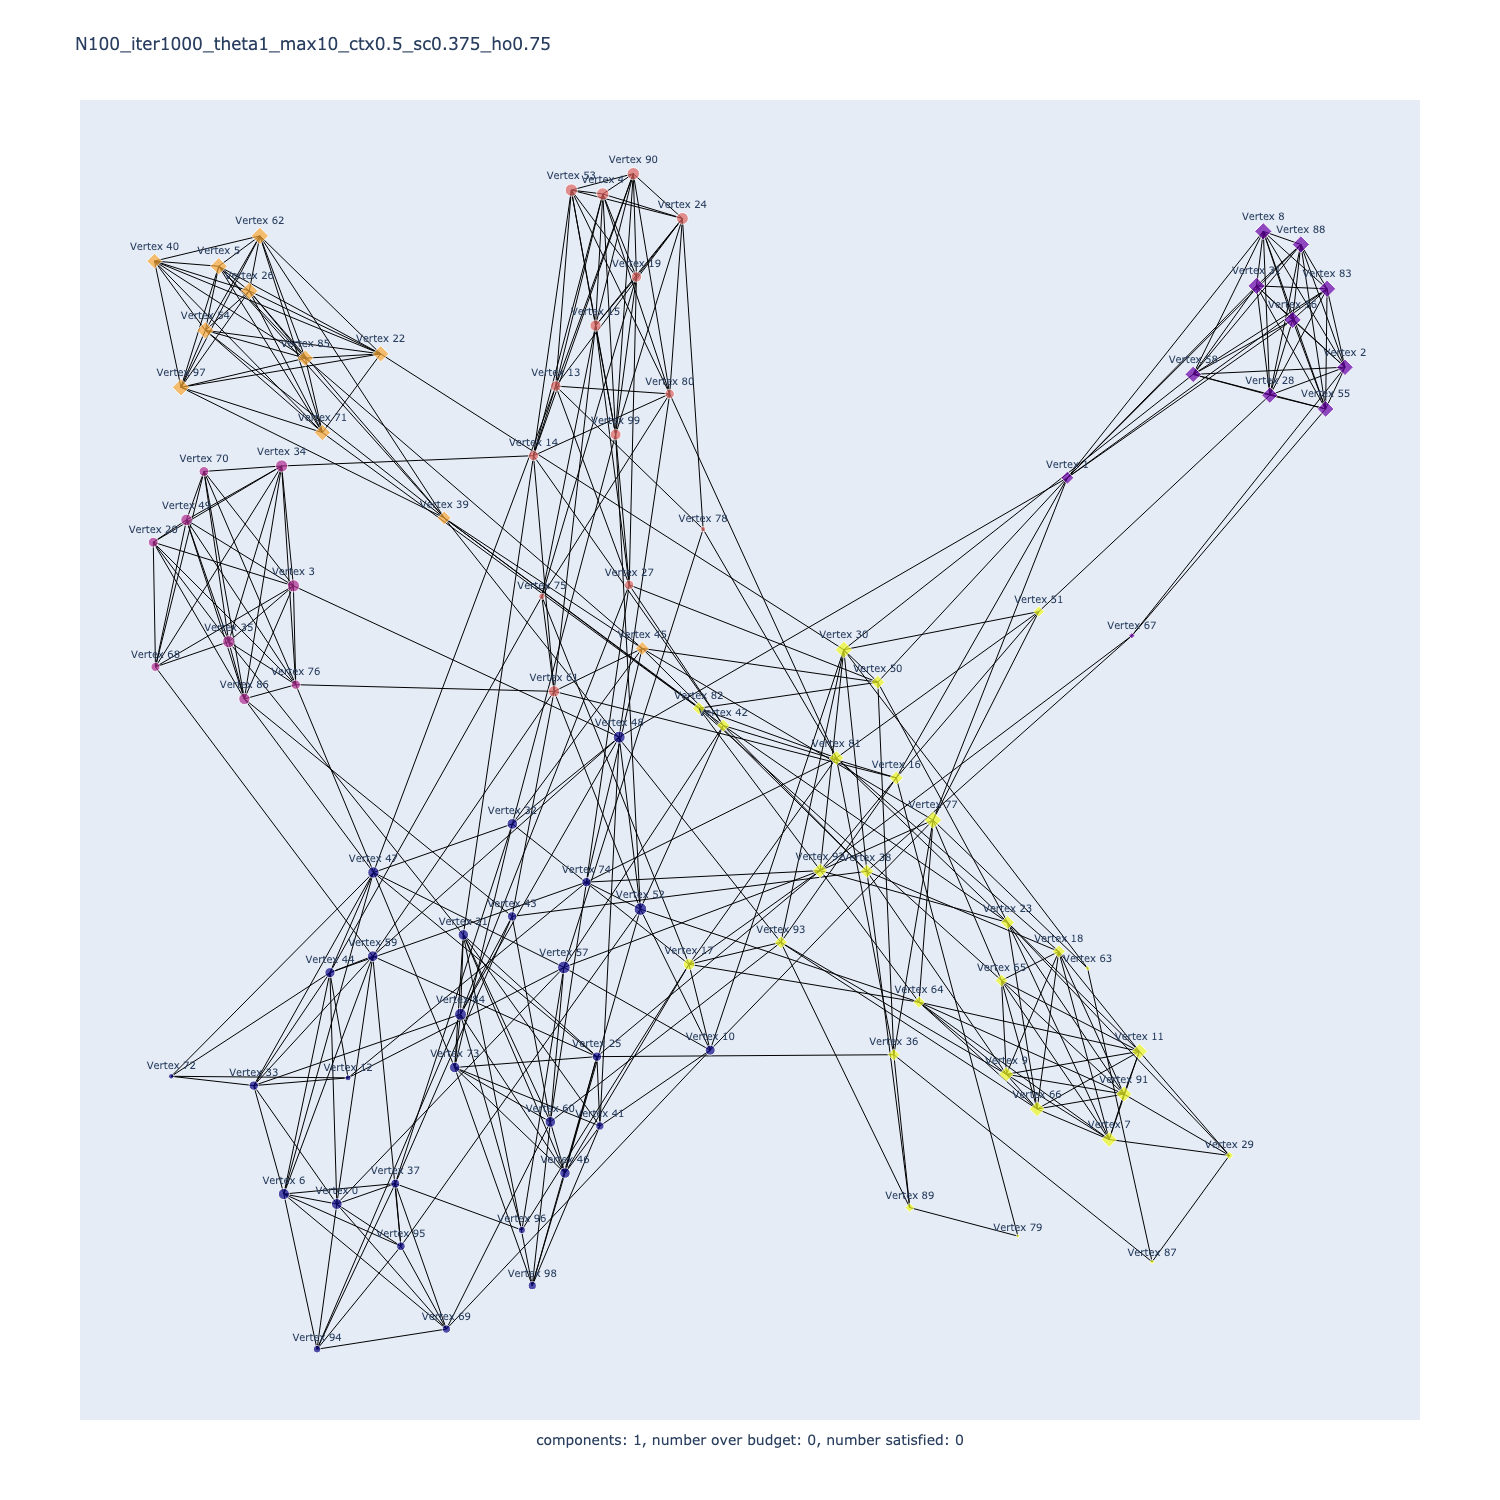 N100_iter1000_theta1_max10_ctx0.5_sc0.375_ho0.75
Vertex 90
Vertex 53
Vertex 4
Vertex 24
Vertex 62
Vertex 8
Vertex 88
Vertex 40
Vertex 5
Vertex 19
Vertex 83
Vertex 26
Vertex 54
Vertex 15
Vertex 22
Vertex 85
Vertex 2
Vertex 97
Vertex 58
Vertex 13
Vertex 80
Vertex 28
Vertex 55
Vertex 71
Vertex 99
Vertex 14
Vertex 34
Vertex 70
Vertex 1
Vertex 49
Vertex 39
Vertex 78
Vertex 20
Vertex 3
Vertex 27
Vertex 75
Vertex 51
Vertex 67
Vertex 35
Vertex 45
Vertex 30
Vertex 68
Vertex 76
Vertex 50
Vertex 86
Vertex 61
Vertex 82
Vertex 42
Vertex 48
Vertex 81
Vertex 16
Vertex 77
Vertex 32
Vertex 47
Vertex 74
Vertex 92
Vertex 38
Vertex 52
Vertex 43
Vertex 23
Vertex 21
Vertex 93
Vertex 59
Vertex 57
Vertex 17
Vertex 18
Vertex 44
Vertex 63
Vertex 65
Vertex 64
Vertex 84
Vertex 10
Vertex 11
Vertex 25
Vertex 36
Vertex 73
Vertex 72
Vertex 33
Vertex 12
Vertex 9
Vertex 91
Vertex 66
Vertex 60
Vertex 41
Vertex 7
Vertex 29
Vertex 46
Vertex 37
Vertex 6
Vertex 0
Vertex 89
Vertex 96
Vertex 95
Vertex 79
Vertex 87
Vertex 98
Vertex 69
Vertex 94
components: 1, number over budget: 0, number satisfied: 0